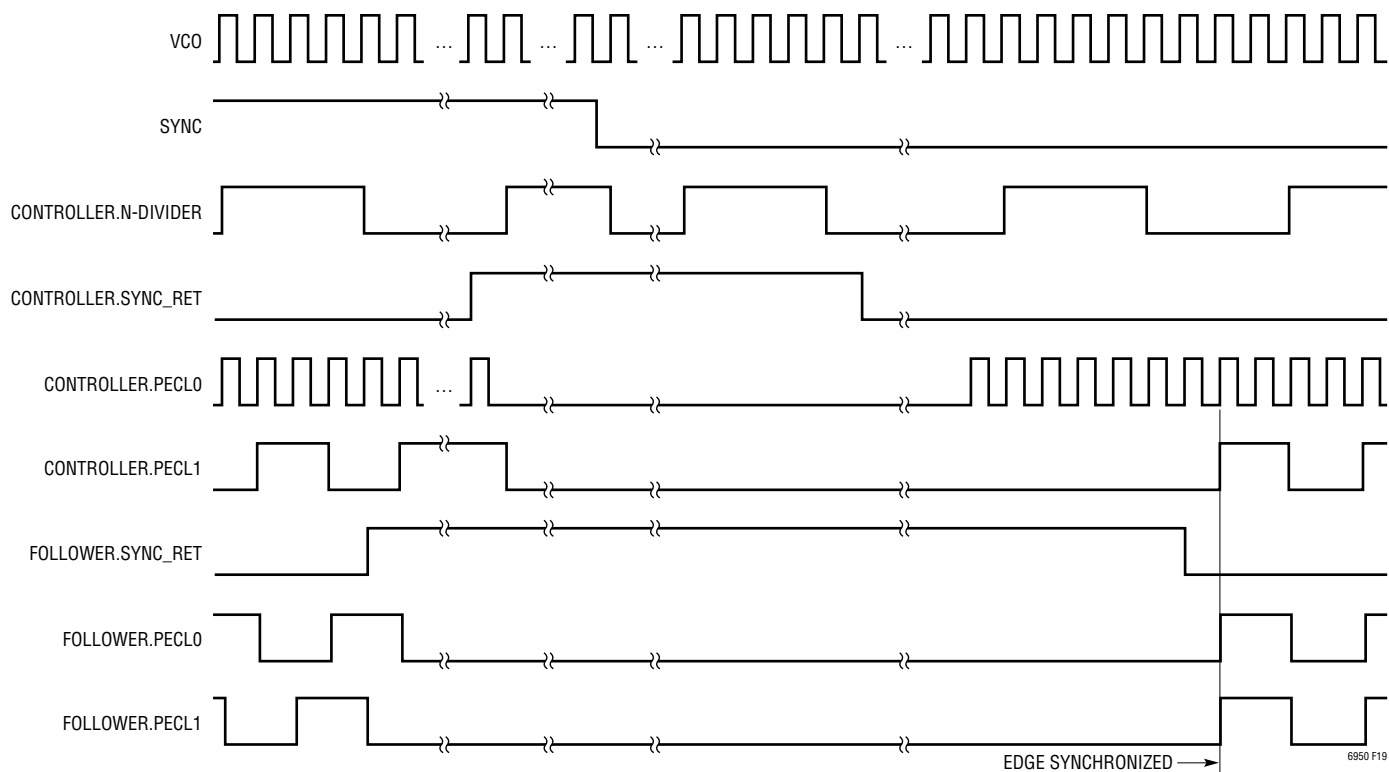 VCO
... ... ... ...
SYNC
CONTROLLER.N-DIVIDER
CONTROLLER.SYNC_RET
CONTROLLER.PECL0
...
CONTROLLER.PECL1
FOLLOWER.SYNC_RET
FOLLOWER.PECL0
FOLLOWER.PECL1
EDGE SYNCHRONIZED
6950 F19